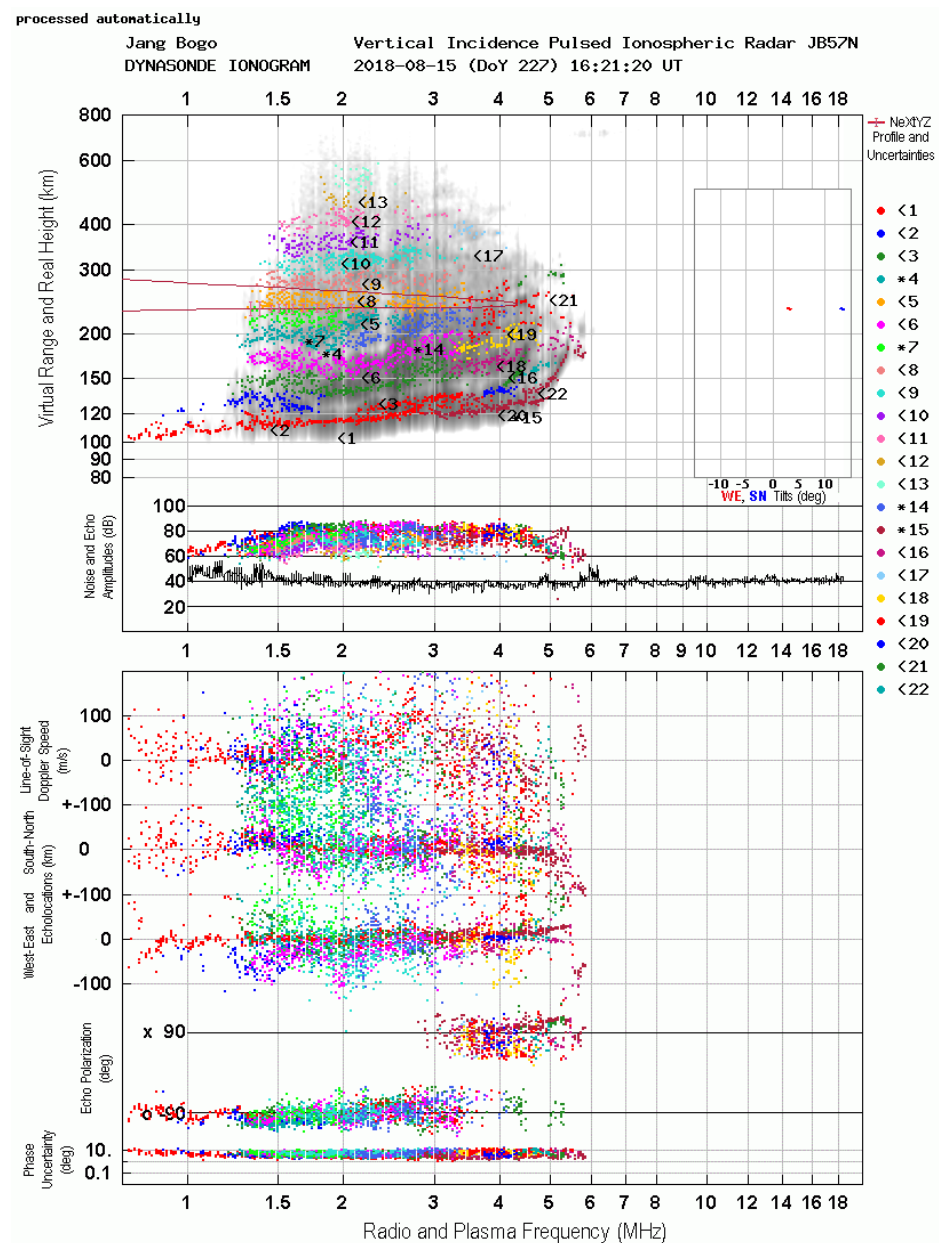 processed automatically
Jang Bogo Vertical Incidence Pulsed Ionospheric Radar JB57N
DYNASONDE IONOGRAM 2018-08-15 (DoY 227) 16:21:20 UT
1 1.5 2 3 4 5 6 7 8 10 12 14 16 18
Virtual Range and Real Height (km)
800
600
400
300
200
150
120
100
90
80
<13
<12
<11
<17
<10
<9
<8
<21
<5
<19
*7
*4
*14
<18
<6
<16
<22
<3
<20
*15
<2
<1
-10 -5 0 5 10
WE, SN Tilts (deg)
NeXtYZ
Profile and
Uncertainties
<1
<2
<3
*4
<5
<6
*7
<8
<9
<10
<11
<12
<13
*14
*15
<16
<17
<18
<19
<20
<21
<22
Noise and Echo
Amplitudes (dB)
100
80
60
40
20
1 1.5 2 3 4 5 6 7 8 9 10 12 14 16 18
Line-of-Sight
Doppler Speed
(m/s)
100
0
+-100
South-North
West-East and
Echolocations (km)
0
+-100
0
-100
Echo Polarization
(deg)
x 90
o -90
Phase
Uncertainty
(deg)
10.
0.1
1 1.5 2 3 4 5 6 7 8 10 12 14 16 18
Radio and Plasma Frequency (MHz)